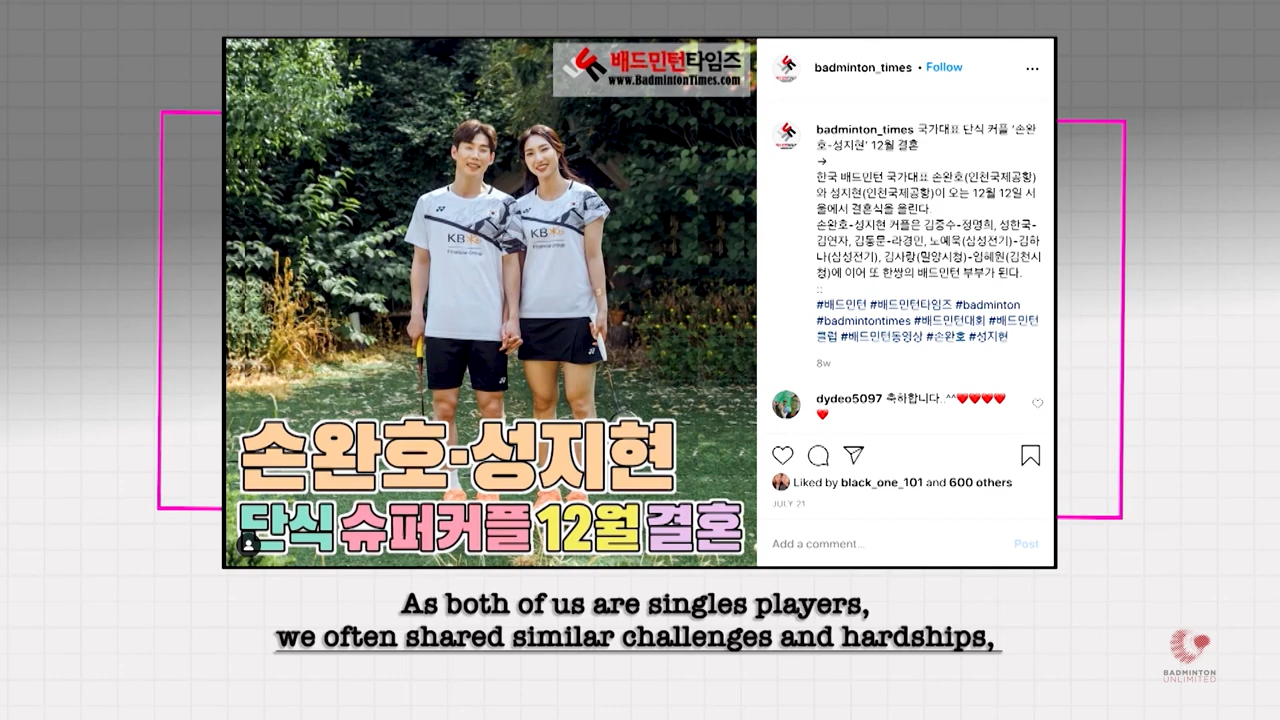 배드민턴타임즈
www.BadmintonTimes.com
KB
Financial Group
KB
Financial Group
손완호·성지현
단식 슈퍼커플 12월 결혼
badminton_times • Follow
badminton_times 국가대표 단식 커플 '손완
호-성지현' 12월 결혼
→
한국 배드민턴 국가대표 손완호(인천국제공항)
와 성지현(인천국제공항)이 오는 12월 12일 서
울에서 결혼식을 올린다.
손완호-성지현 커플은 김중수-정명희, 성한국-
김연자, 김동문-라경민, 노예욱(삼성전기)-김하
나(삼성전기), 김사랑(밀양시청)-엄혜원(김천시
청)에 이어 또 한쌍의 배드민턴 부부가 된다.
::
#배드민턴 #배드민턴타임즈 #badminton
#badmintontimes #배드민턴대회 #배드민턴
클럽 #배드민턴동영상 #손완호 #성지현
8w
dydeo5097 축하합니다..^^❤❤❤❤
❤
Liked by black_one_101 and 600 others
JULY 21
Add a comment...
Post
As both of us are singles players,
we often shared similar challenges and hardships,
BADMINTON
UNLIMITED